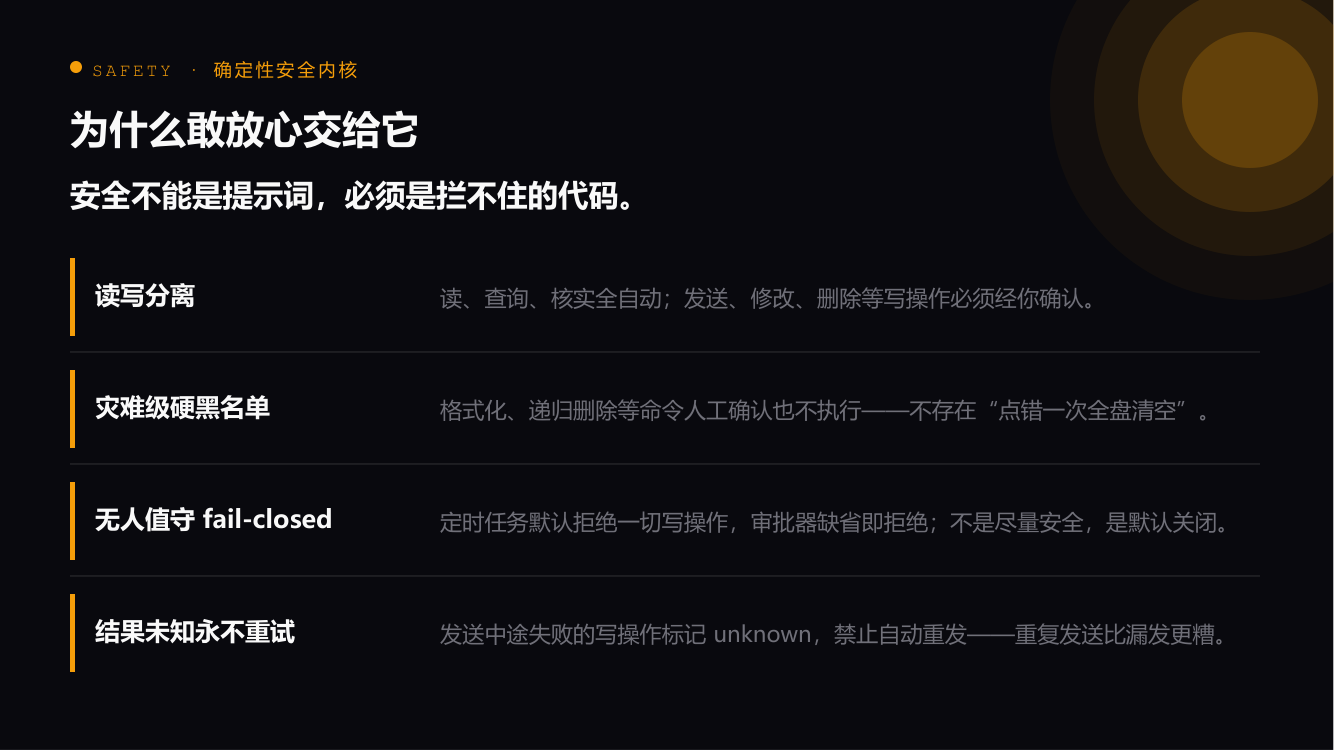 SAFETY · 确定性安全内核
为什么敢放心交给它
安全不能是提示词，必须是拦不住的代码。
读写分离
读、查询、核实全自动；发送、修改、删除等写操作必须经你确认。
灾难级硬黑名单
格式化、递归删除等命令人工确认也不执行——不存在“点错一次全盘清空”。
无人值守 fail-closed
定时任务默认拒绝一切写操作，审批器缺省即拒绝；不是尽量安全，是默认关闭。
结果未知永不重试
发送中途失败的写操作标记 unknown，禁止自动重发——重复发送比漏发更糟。